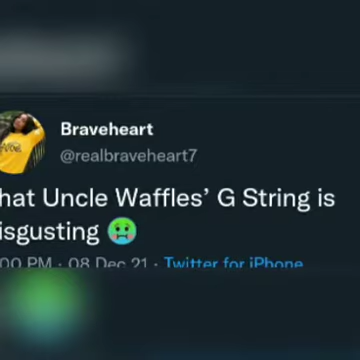 Braveheart
@realbraveheart7
hat Uncle Waffles’ G String is
isgusting 🤢
00 PM · 08 Dec 21 · Twitter for iPhone